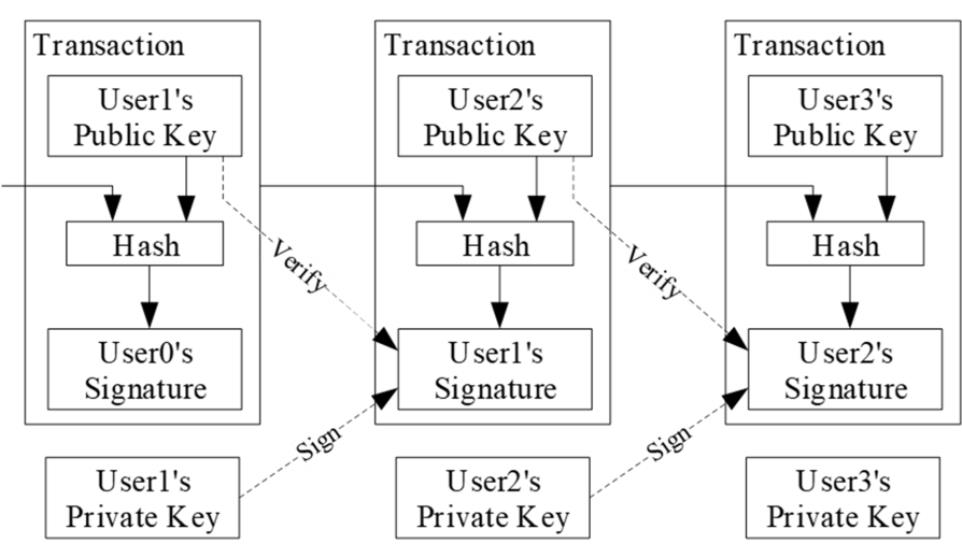 Transaction
User1's
Public Key
Hash
User0's
Signature
User1's
Private Key
Verify
Sign
Transaction
User2's
Public Key
Hash
User1's
Signature
User2's
Private Key
Verify
Sign
Transaction
User3's
Public Key
Hash
User2's
Signature
User3's
Private Key